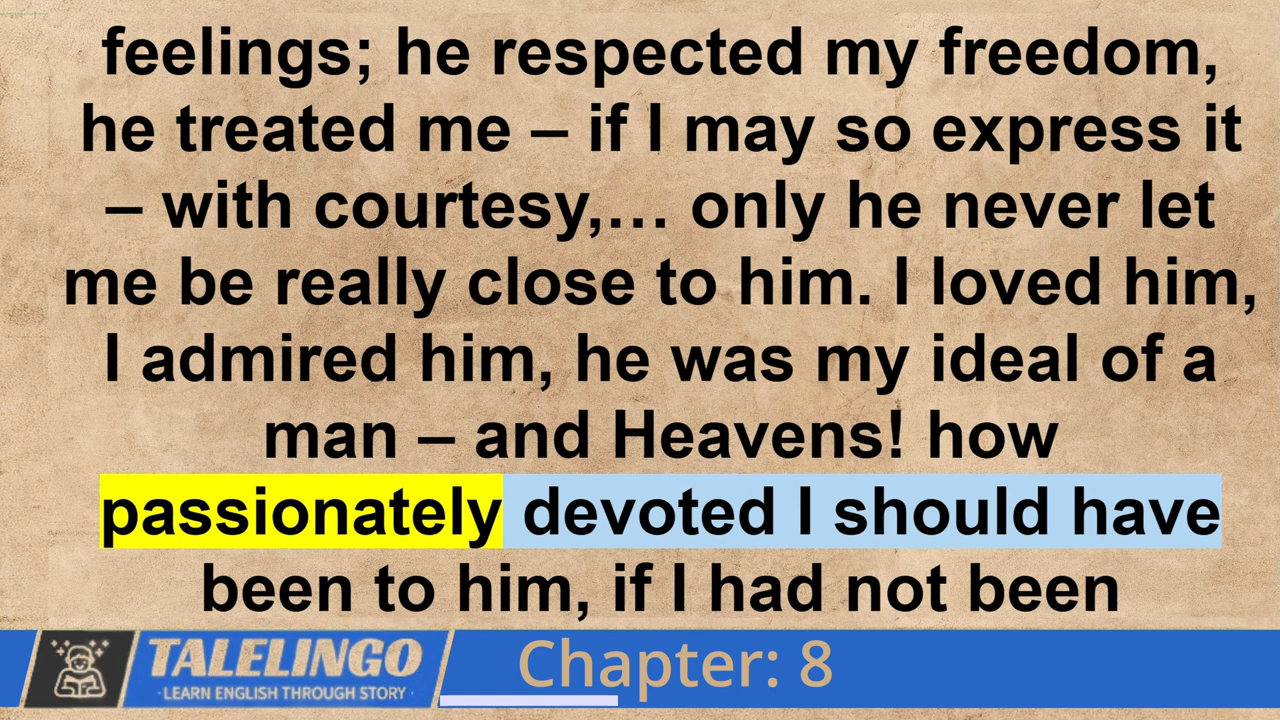 feelings; he respected my freedom,
he treated me – if I may so express it
– with courtesy,… only he never let
me be really close to him. I loved him,
I admired him, he was my ideal of a
man – and Heavens! how
passionately devoted I should have
been to him, if I had not been
TALELINGO
· LEARN ENGLISH THROUGH STORY ·
Chapter: 8